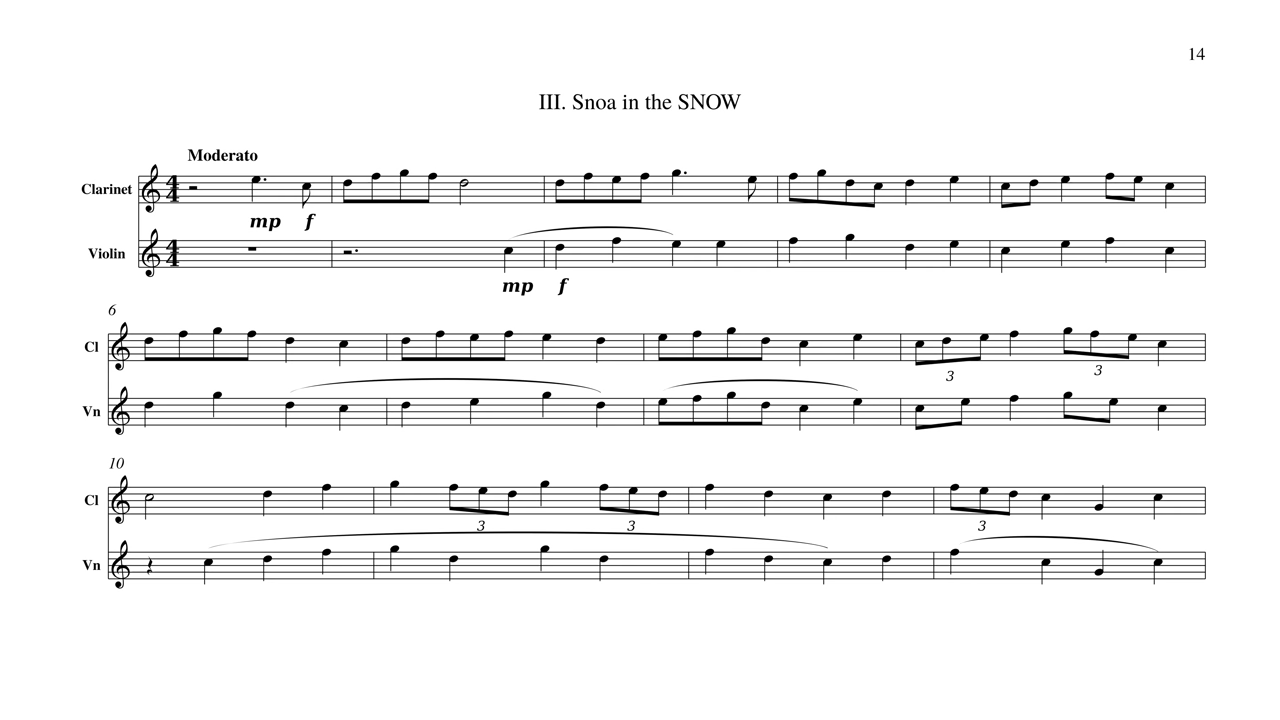 14
III. Snoa in the SNOW
Moderato
Clarinet
mp f
Violin
mp f
6
Cl
3 3
Vn
10
Cl
3 3 3
Vn